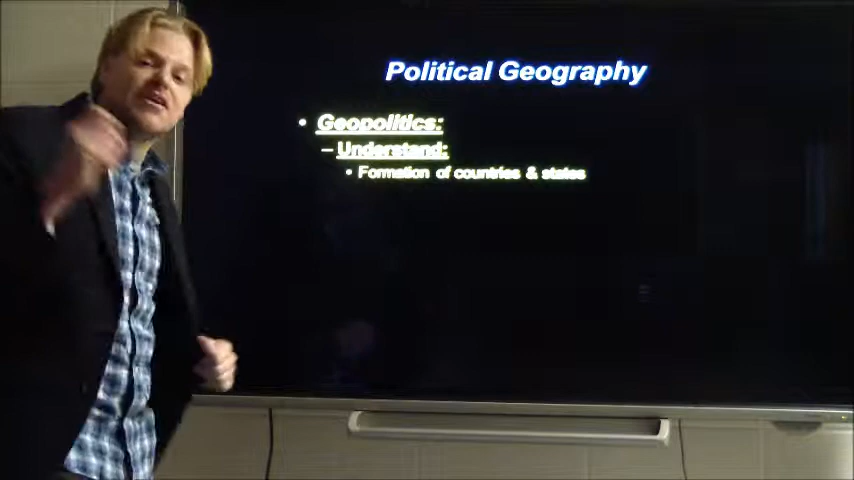 Political Geography
• Geopolitics:
– Understand:
• Formation of countries & states